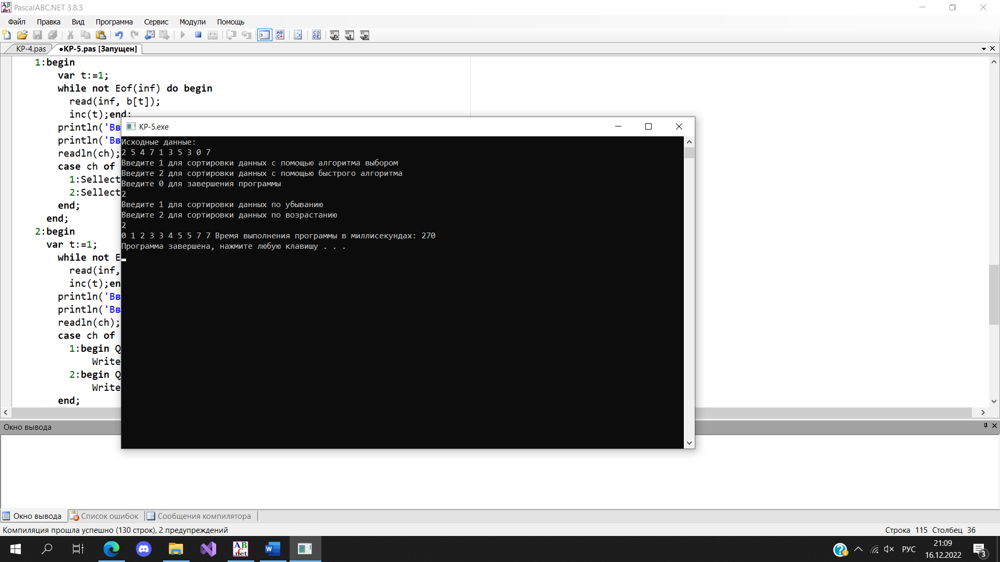 PascalABC.NET 3.8.3
Файл Правка Вид Программа Сервис Модули Помощь
KP-4.pas •KP-5.pas [Запущен]
1:begin
var t:=1;
while not Eof(inf) do begin
read(inf, b[t]);
inc(t);end;
println('Вв
println('Вв
readln(ch);
case ch of
1:Sellect
2:Sellect
end;
end;
2:begin
var t:=1;
while not E
read(inf,
inc(t);en
println('Вв
println('Вв
readln(ch);
case ch of
1:begin Q
Write
2:begin Q
Write
end;
KP-5.exe
Исходные данные:
2 5 4 7 1 3 5 3 0 7
Введите 1 для сортировки данных с помощью алгоритма выбором
Введите 2 для сортировки данных с помощью быстрого алгоритма
Введите 0 для завершения программы
2
Введите 1 для сортировки данных по убыванию
Введите 2 для сортировки данных по возрастанию
2
0 1 2 3 3 4 5 5 7 7 Время выполнения программы в миллисекундах: 270
Программа завершена, нажмите любую клавишу . . .
Окно вывода
Окно вывода Список ошибок Сообщения компилятора
Компиляция прошла успешно (130 строк), 2 предупреждений Строка 115 Столбец 36
РУС 21:09
16.12.2022 3